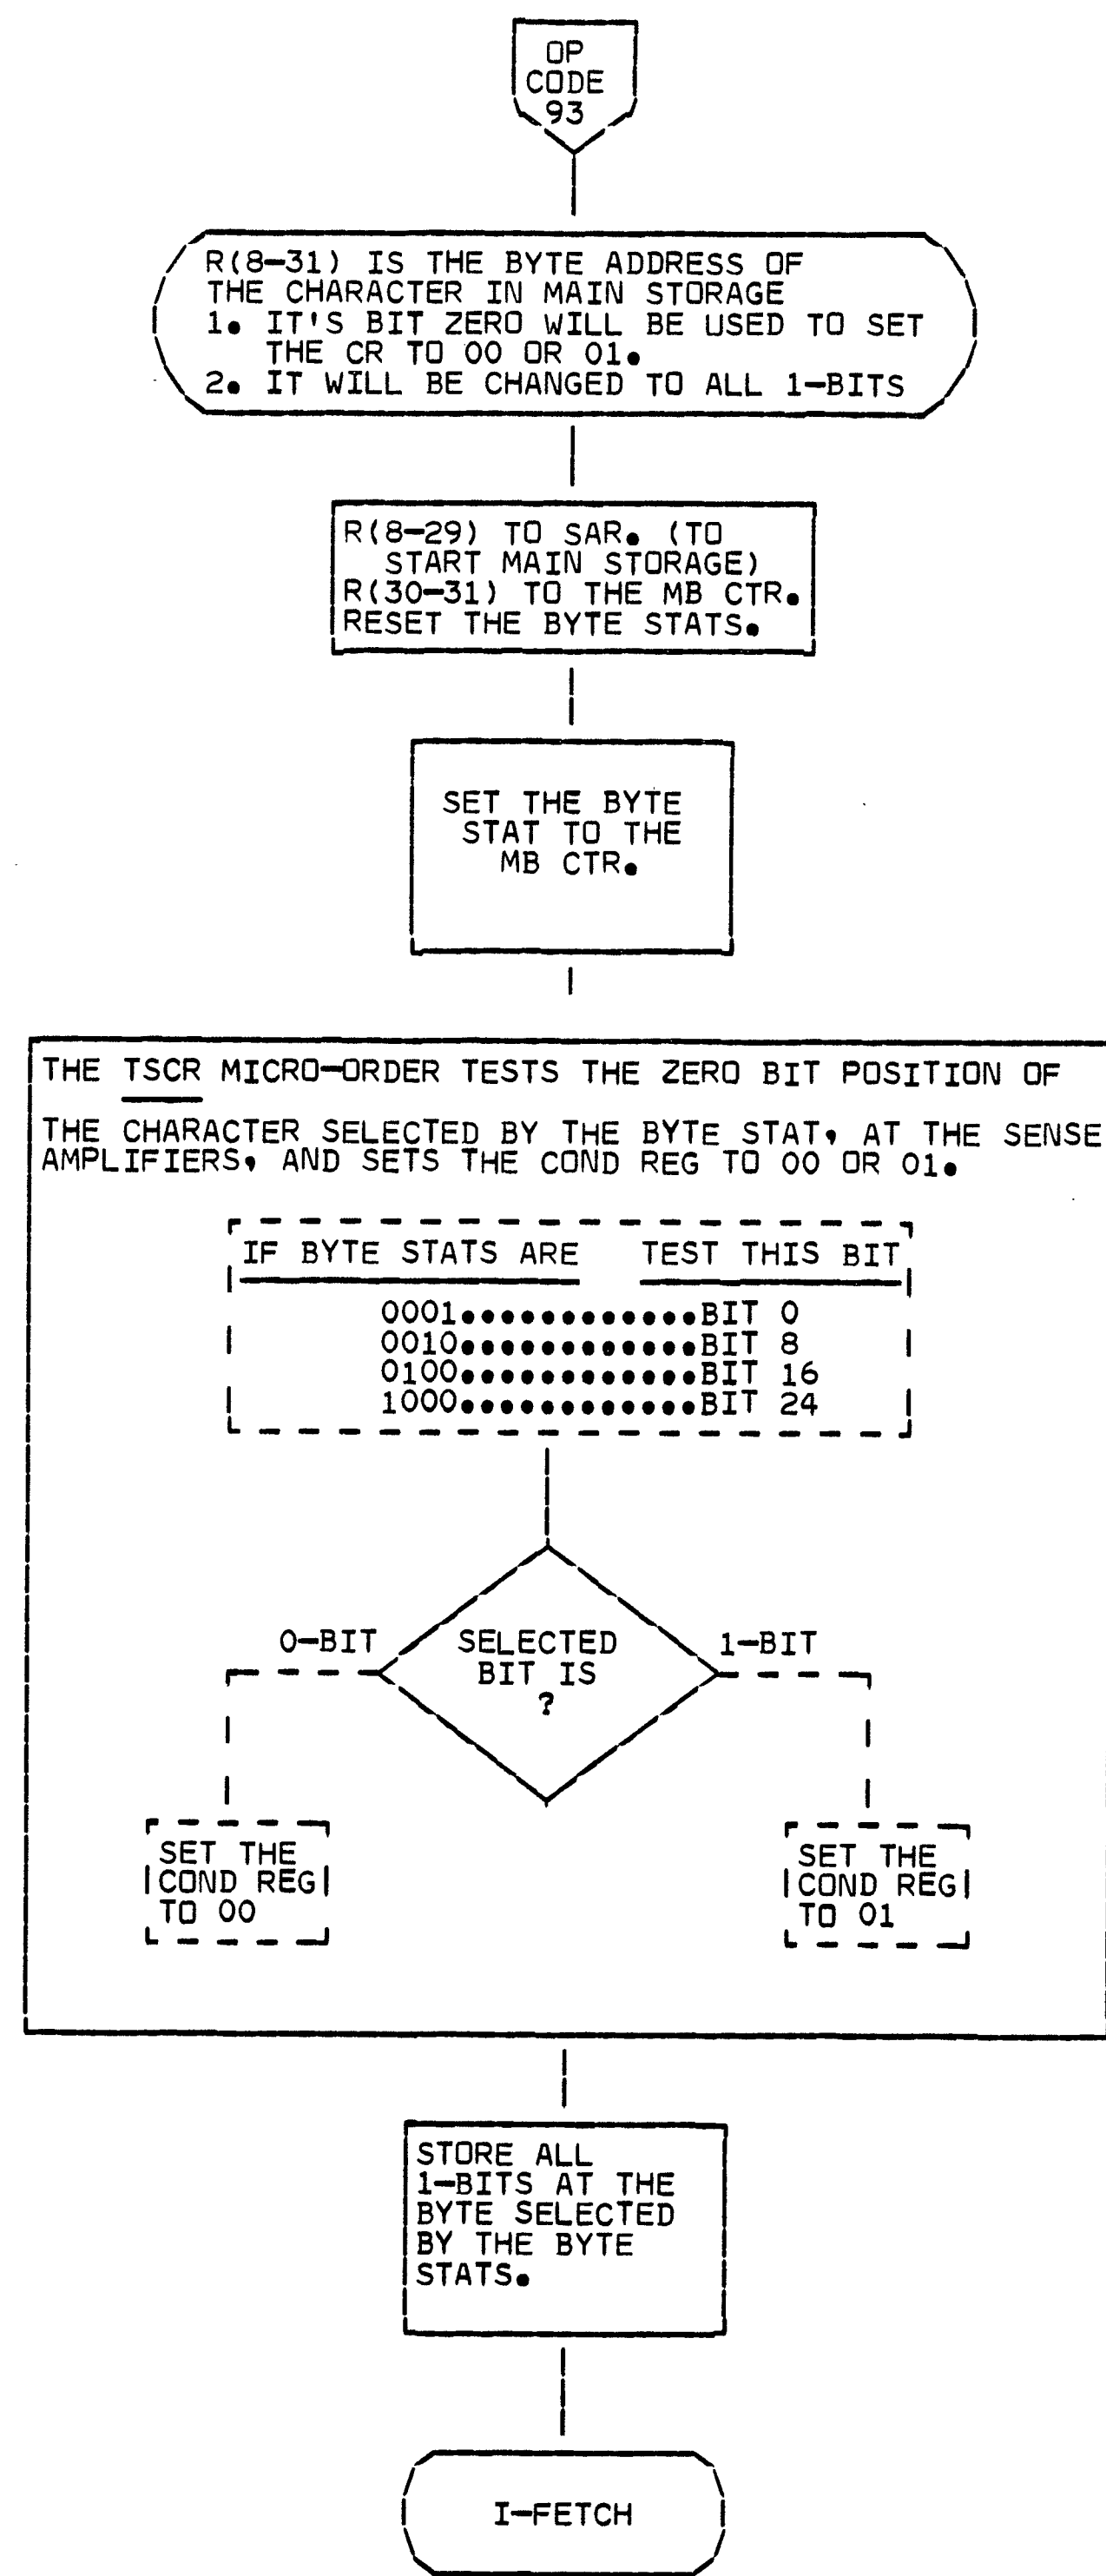 OP
CODE
93
R(8-31) IS THE BYTE ADDRESS OF
THE CHARACTER IN MAIN STORAGE
1. IT'S BIT ZERO WILL BE USED TO SET
THE CR TO 00 OR 01.
2. IT WILL BE CHANGED TO ALL 1-BITS
R(8-29) TO SAR. (TO
START MAIN STORAGE)
R(30-31) TO THE MB CTR.
RESET THE BYTE STATS.
SET THE BYTE
STAT TO THE
MB CTR.
THE TSCR MICRO-ORDER TESTS THE ZERO BIT POSITION OF
THE CHARACTER SELECTED BY THE BYTE STAT, AT THE SENSE
AMPLIFIERS, AND SETS THE COND REG TO 00 OR 01.
IF BYTE STATS ARE TEST THIS BIT
0001............BIT 0
0010............BIT 8
0100............BIT 16
1000............BIT 24
0-BIT SELECTED 1-BIT
BIT IS
?
SET THE SET THE
COND REG COND REG
TO 00 TO 01
STORE ALL
1-BITS AT THE
BYTE SELECTED
BY THE BYTE
STATS.
I-FETCH